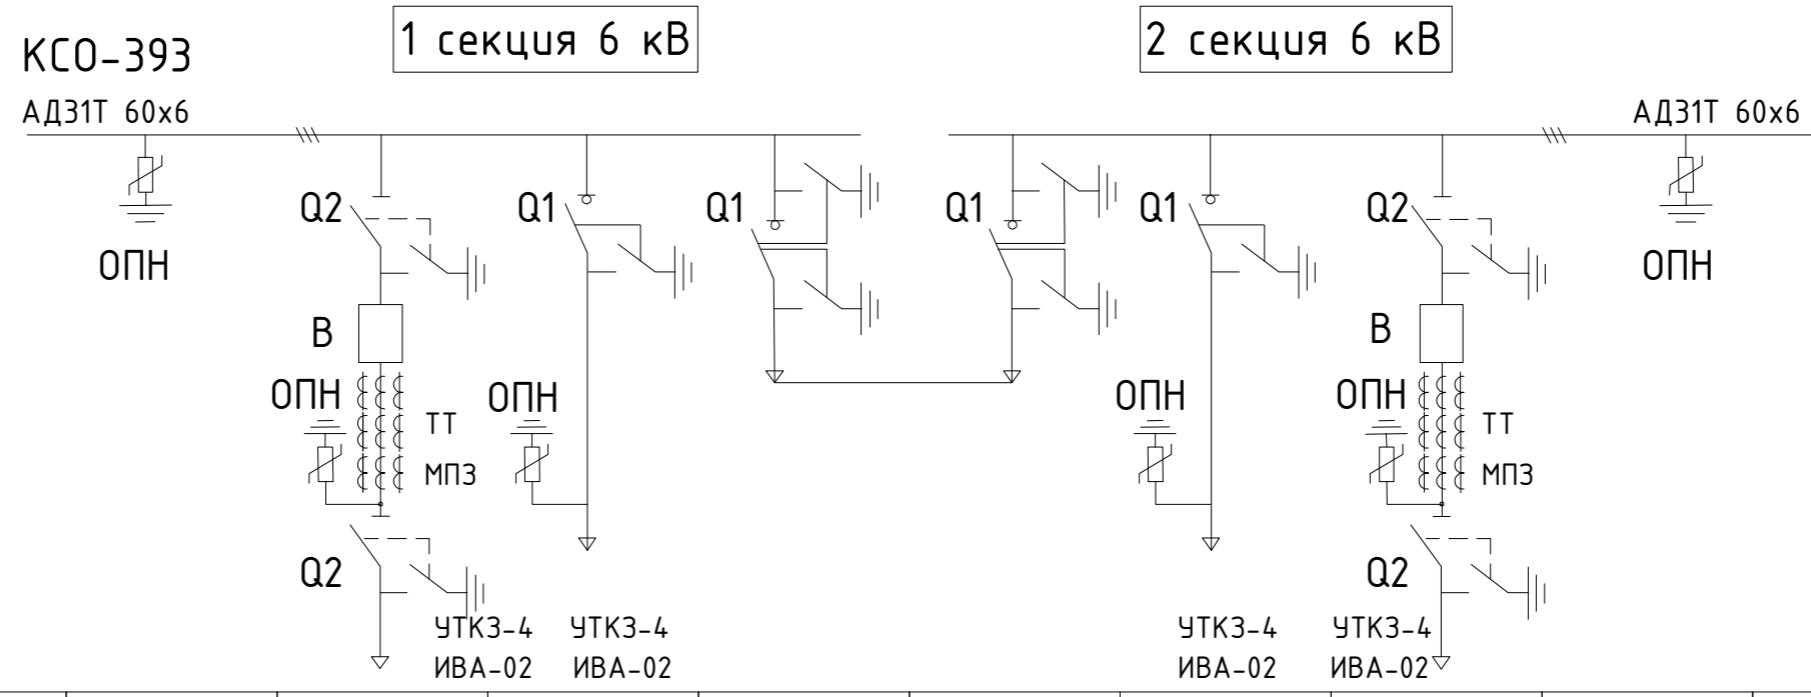 1 секция 6 кВ
2 секция 6 кВ
КСО-393
АД31Т 60х6
АД31Т 60х6
Q2
Q1
Q1
Q1
Q1
Q2
ОПН
ОПН
В
В
ОПН
ОПН
ОПН
ОПН
ТТ
ТТ
МПЗ
МПЗ
Q2
Q2
УТКЗ-4
УТКЗ-4
УТКЗ-4
УТКЗ-4
ИВА-02
ИВА-02
ИВА-02
ИВА-02